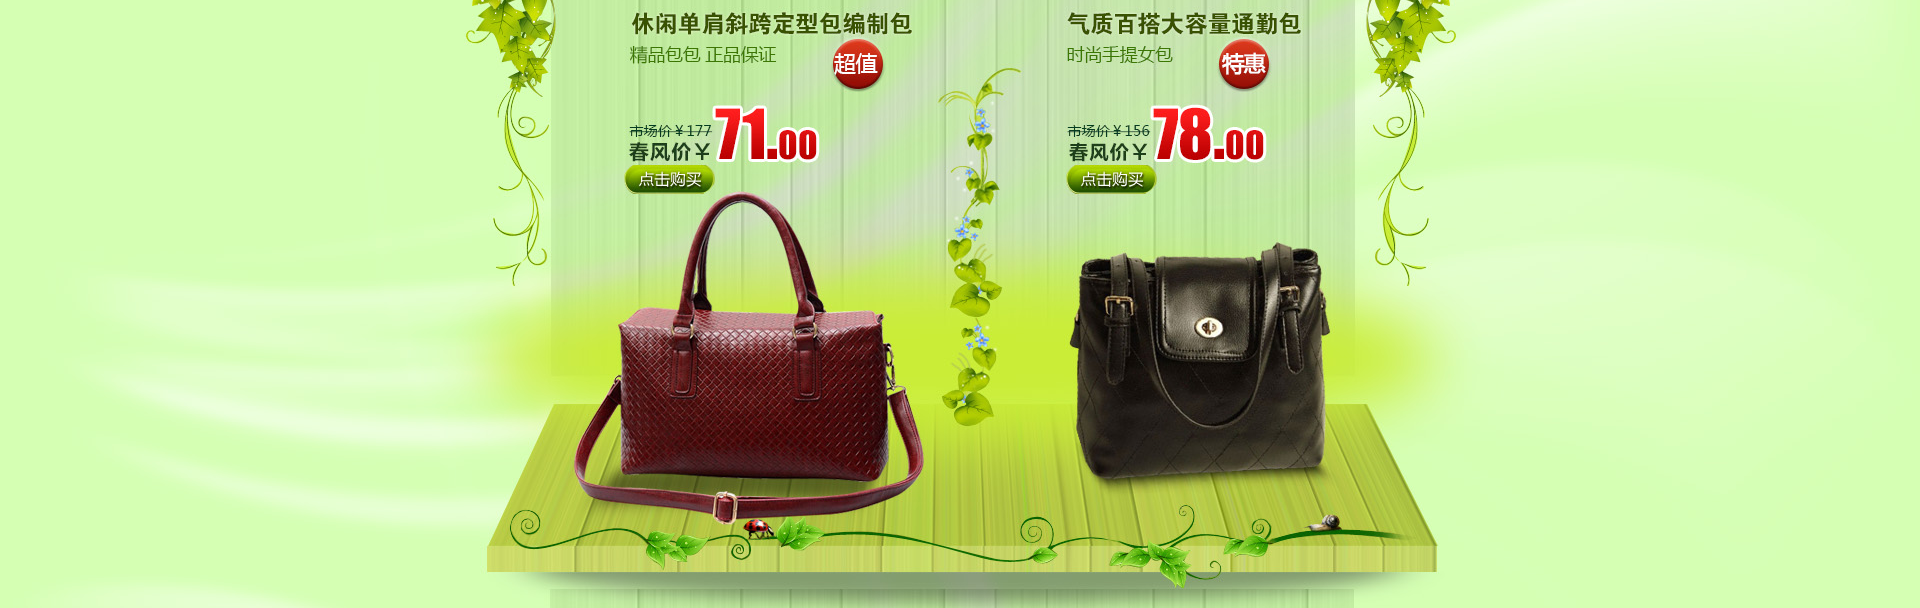 休闲单肩斜跨定型包编制包
精品包包 正品保证
超值
市场价￥177
春风价￥71.00
点击购买
气质百搭大容量通勤包
时尚手提女包
特惠
市场价￥156
春风价￥78.00
点击购买